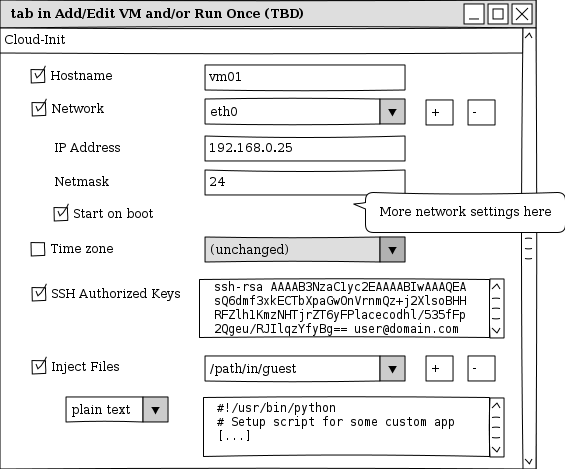 tab in Add/Edit VM and/or Run Once (TBD)
Cloud-Init
Hostname
vm01
Network
eth0
+
-
IP Address
192.168.0.25
Netmask
24
More network settings here
Start on boot
Time zone
(unchanged)
SSH Authorized Keys
ssh-rsa AAAAB3NzaC1yc2EAAAABIwAAAQEA
sQ6dmf3xkECTbXpaGwOnVrnmQz+j2XlsoBHH
RFZlh1KmzNHTjrZT6yFPlacecodhl/535fFp
2Qgeu/RJIlqzYfyBg== user@domain.com
Inject Files
/path/in/guest
+
-
plain text
#!/usr/bin/python
# Setup script for some custom app
[...]